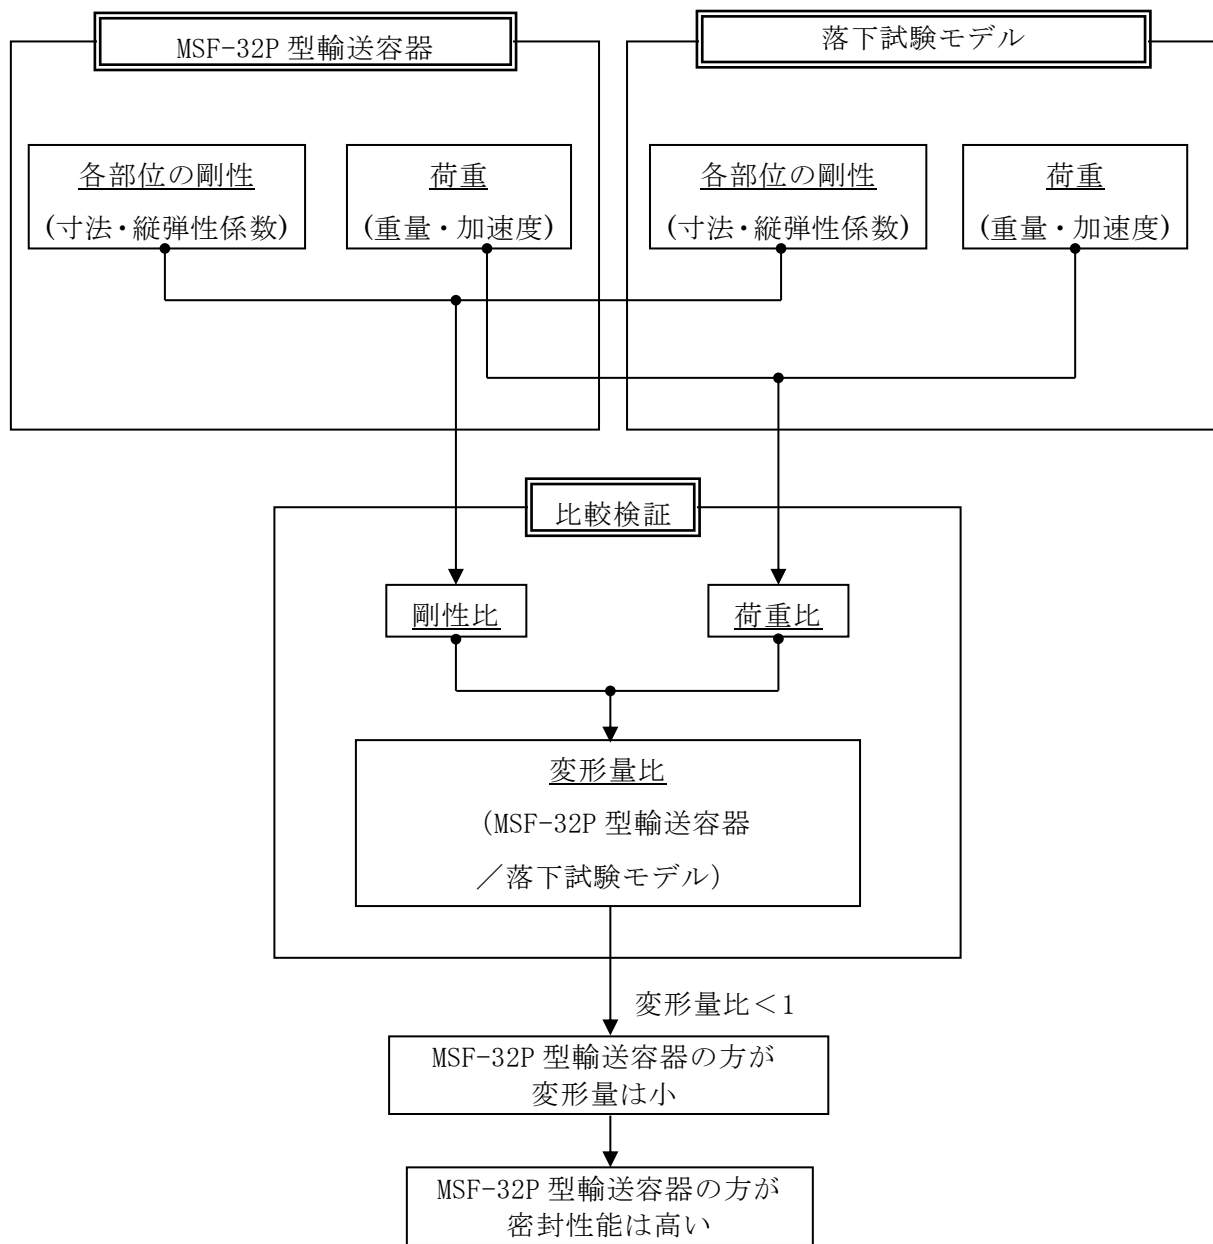 MSF-32P 型輸送容器
落下試験モデル
各部位の剛性
(寸法・縦弾性係数)
荷重
(重量・加速度)
各部位の剛性
(寸法・縦弾性係数)
荷重
(重量・加速度)
比較検証
剛性比
荷重比
変形量比
(MSF-32P 型輸送容器
／落下試験モデル)
変形量比＜1
MSF-32P 型輸送容器の方が
変形量は小
MSF-32P 型輸送容器の方が
密封性能は高い